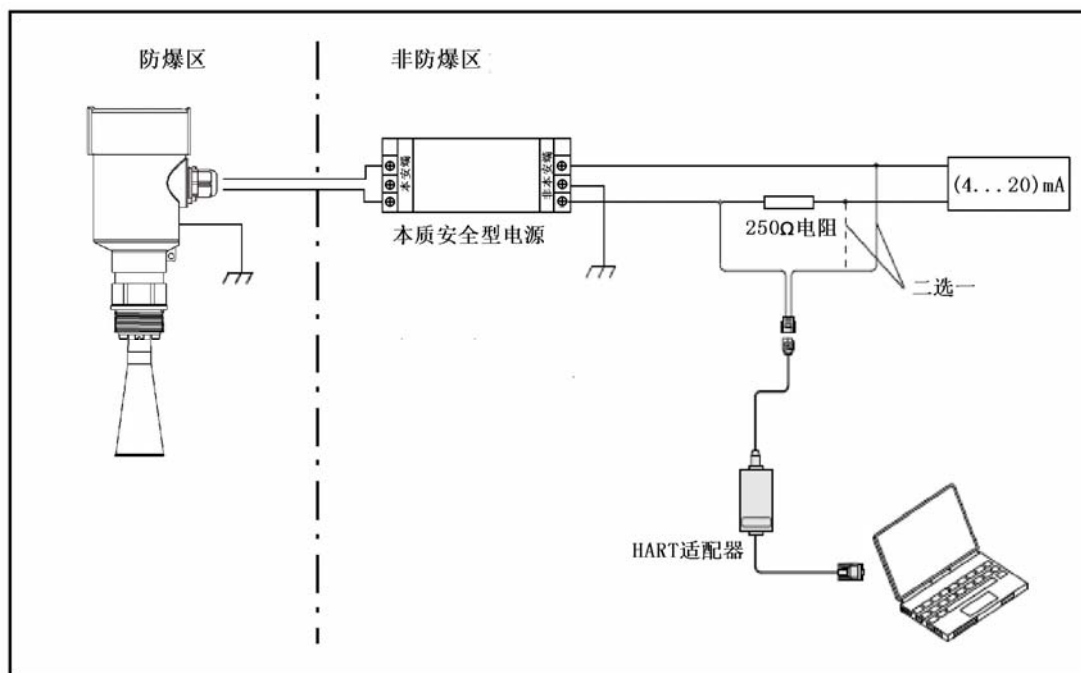 防爆区
非防爆区
本安端
非本安端
(4...20)mA
250Ω电阻
本质安全型电源
二选一
HART适配器